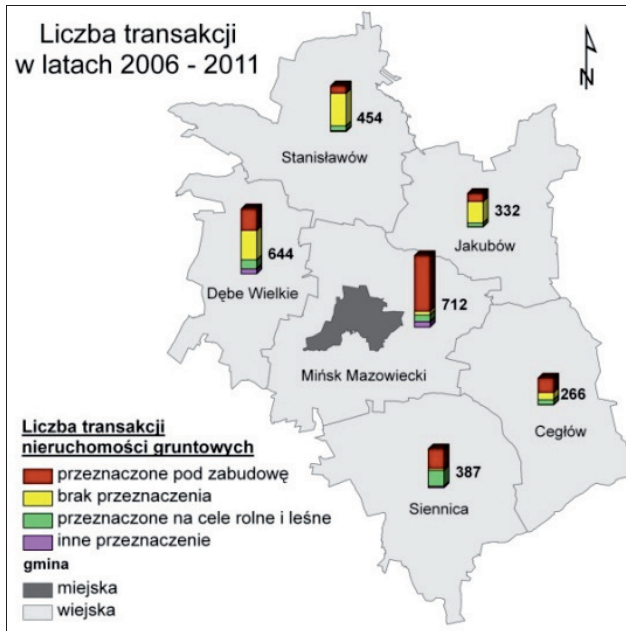 Liczba transakcji
w latach 2006 - 2011
N
454
Stanisławów
332
Jakubów
644
Dębe Wielkie
712
Mińsk Mazowiecki
266
Cegłów
387
Siennica
Liczba transakcji
nieruchomości gruntowych
przeznaczone pod zabudowę
brak przeznaczenia
przeznaczone na cele rolne i leśne
inne przeznaczenie
gmina
miejska
wiejska